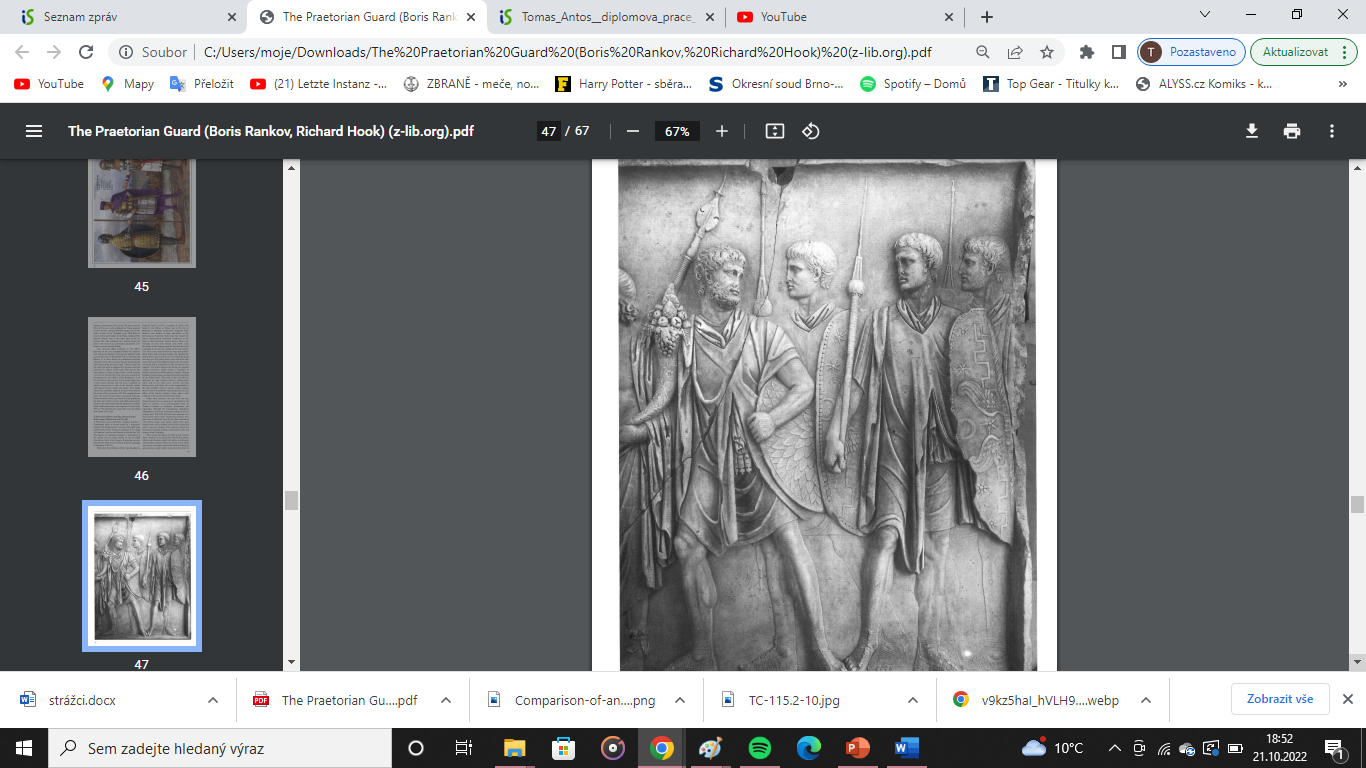 Seznam zpráv
The Praetorian Guard (Boris Rank
Tomas_Antos__diplomova_prace_
YouTube
Soubor
C:/Users/moje/Downloads/The%20Praetorian%20Guard%20(Boris%20Rankov,%20Richard%20Hook)%20(z-lib.org).pdf
T
Pozastaveno
Aktualizovat
YouTube
Mapy
Přeložit
(21) Letzte Instanz -...
ZBRANĚ - meče, no...
Harry Potter - sběra...
Okresní soud Brno-...
Spotify – Domů
Top Gear - Titulky k...
ALYSS.cz Komiks - k...
The Praetorian Guard (Boris Rankov, Richard Hook) (z-lib.org).pdf
47 / 67
67%
45
46
47
strážci.docx
The Praetorian Gu....pdf
Comparison-of-an....png
TC-115.2-10.jpg
v9kz5haI_hVLH9....webp
Zobrazit vše
Sem zadejte hledaný výraz
10°C
18:52
21.10.2022
1